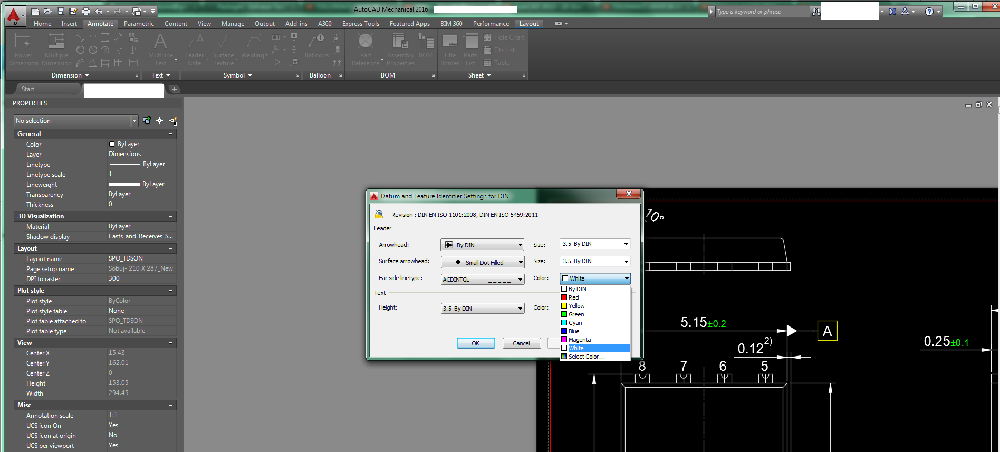 AutoCAD Mechanical 2016
Type a keyword or phrase
M
Home Insert Annotate Parametric Content View Manage Output Add-ins A360 Express Tools Featured Apps BIM 360 Performance Layout
Power Dimension
Multiple Dimension
Multiline Text
Leader Note
Surface Texture
Welding
Balloons
Part Reference
Assembly Properties
BOM
Title Border
Parts List
Hole Chart
Fits List
Table
Dimension Text Symbol Balloon BOM Sheet
Start
PROPERTIES
No selection
General
Color ByLayer
Layer Dimensions
Linetype ByLayer
Linetype scale 1
Lineweight ByLayer
Transparency ByLayer
Thickness 0
3D Visualization
Material ByLayer
Shadow display Casts and Receives S...
Layout
Layout name SPO_TDSON
Page setup name Sobuj- 210 X 287_New
DPI to raster 300
Plot style
Plot style ByColor
Plot style table None
Plot table attached to SPO_TDSON
Plot table type Not available
View
Center X 15.43
Center Y 162.01
Center Z 0
Height 153.05
Width 294.45
Misc
Annotation scale 1:1
UCS icon On Yes
UCS icon at origin No
UCS per viewport Yes
Datum and Feature Identifier Settings for DIN
Revision : DIN EN ISO 1101:2008, DIN EN ISO 5459:2011
Leader
Arrowhead: By DIN Size: 3.5 By DIN
Surface arrowhead: Small Dot Filled Size: 3.5 By DIN
Far side linetype: ACDINTGL Color: White
Text
Height: 3.5 By DIN Color:
By DIN
Red
Yellow
Green
Cyan
Blue
Magenta
White
Select Color...
OK Cancel
10°
5.15±0.2
A
0.12 2)
0.25±0.1
8 7 6 5